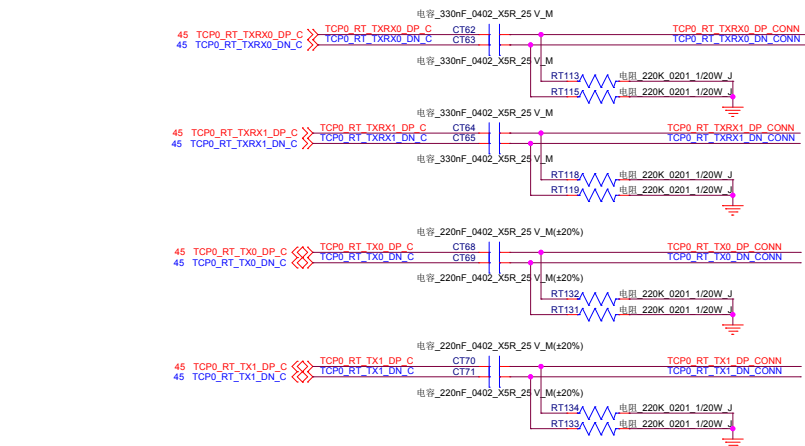 电容_330nF_0402_X5R_25 V_M
45 TCP0_RT_TXRX0_DP_C TCP0_RT_TXRX0_DP_C CT62 TCP0_RT_TXRX0_DP_CONN
45 TCP0_RT_TXRX0_DN_C TCP0_RT_TXRX0_DN_C CT63 TCP0_RT_TXRX0_DN_CONN
电容_330nF_0402_X5R_25 V_M
RT113 电阻_220K_0201_1/20W_J
RT115 电阻_220K_0201_1/20W_J
电容_330nF_0402_X5R_25 V_M
45 TCP0_RT_TXRX1_DP_C TCP0_RT_TXRX1_DP_C CT64 TCP0_RT_TXRX1_DP_CONN
45 TCP0_RT_TXRX1_DN_C TCP0_RT_TXRX1_DN_C CT65 TCP0_RT_TXRX1_DN_CONN
电容_330nF_0402_X5R_25 V_M
RT118 电阻_220K_0201_1/20W_J
RT119 电阻_220K_0201_1/20W_J
电容_220nF_0402_X5R_25 V_M(±20%)
45 TCP0_RT_TX0_DP_C TCP0_RT_TX0_DP_C CT68 TCP0_RT_TX0_DP_CONN
45 TCP0_RT_TX0_DN_C TCP0_RT_TX0_DN_C CT69 TCP0_RT_TX0_DN_CONN
电容_220nF_0402_X5R_25 V_M(±20%)
RT132 电阻_220K_0201_1/20W_J
RT131 电阻_220K_0201_1/20W_J
电容_220nF_0402_X5R_25 V_M(±20%)
45 TCP0_RT_TX1_DP_C TCP0_RT_TX1_DP_C CT70 TCP0_RT_TX1_DP_CONN
45 TCP0_RT_TX1_DN_C TCP0_RT_TX1_DN_C CT71 TCP0_RT_TX1_DN_CONN
电容_220nF_0402_X5R_25 V_M(±20%)
RT134 电阻_220K_0201_1/20W_J
RT133 电阻_220K_0201_1/20W_J